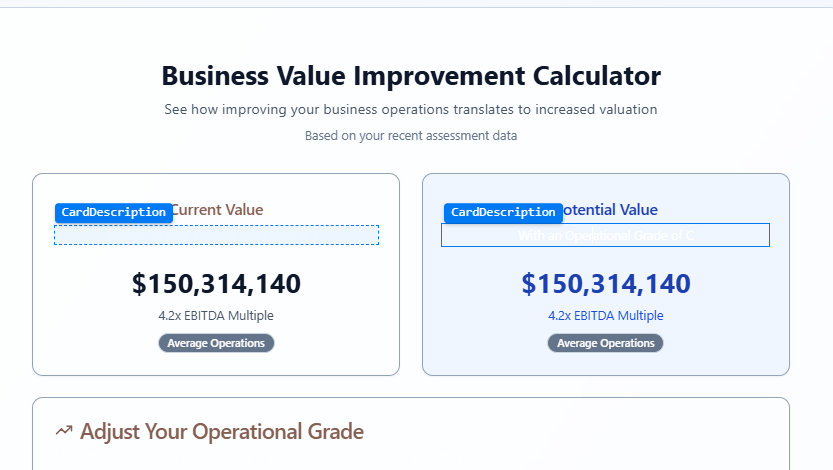 Business Value Improvement Calculator
See how improving your business operations translates to increased valuation
Based on your recent assessment data
CardDescription
Current Value
$150,314,140
4.2x EBITDA Multiple
Average Operations
CardDescription
otential Value
With an Operational Grade of C
$150,314,140
4.2x EBITDA Multiple
Average Operations
Adjust Your Operational Grade